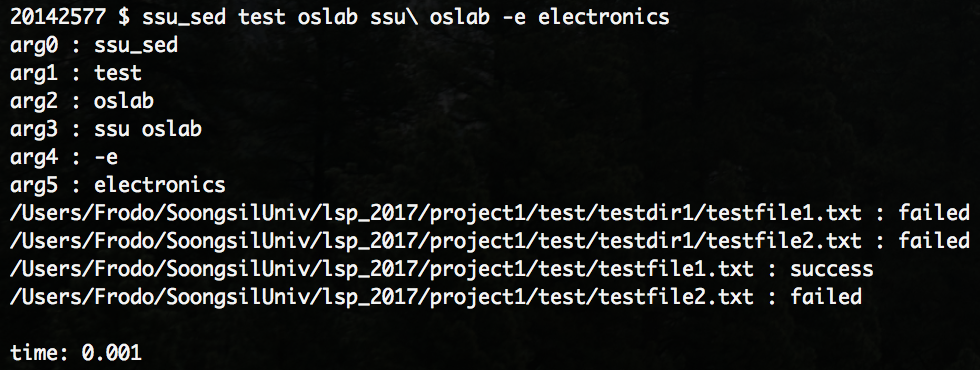 20142577 $ ssu_sed test oslab ssu\ oslab -e electronics
arg0 : ssu_sed
arg1 : test
arg2 : oslab
arg3 : ssu oslab
arg4 : -e
arg5 : electronics
/Users/Frodo/SoongsilUniv/lsp_2017/project1/test/testdir1/testfile1.txt : failed
/Users/Frodo/SoongsilUniv/lsp_2017/project1/test/testdir1/testfile2.txt : failed
/Users/Frodo/SoongsilUniv/lsp_2017/project1/test/testfile1.txt : success
/Users/Frodo/SoongsilUniv/lsp_2017/project1/test/testfile2.txt : failed
time: 0.001